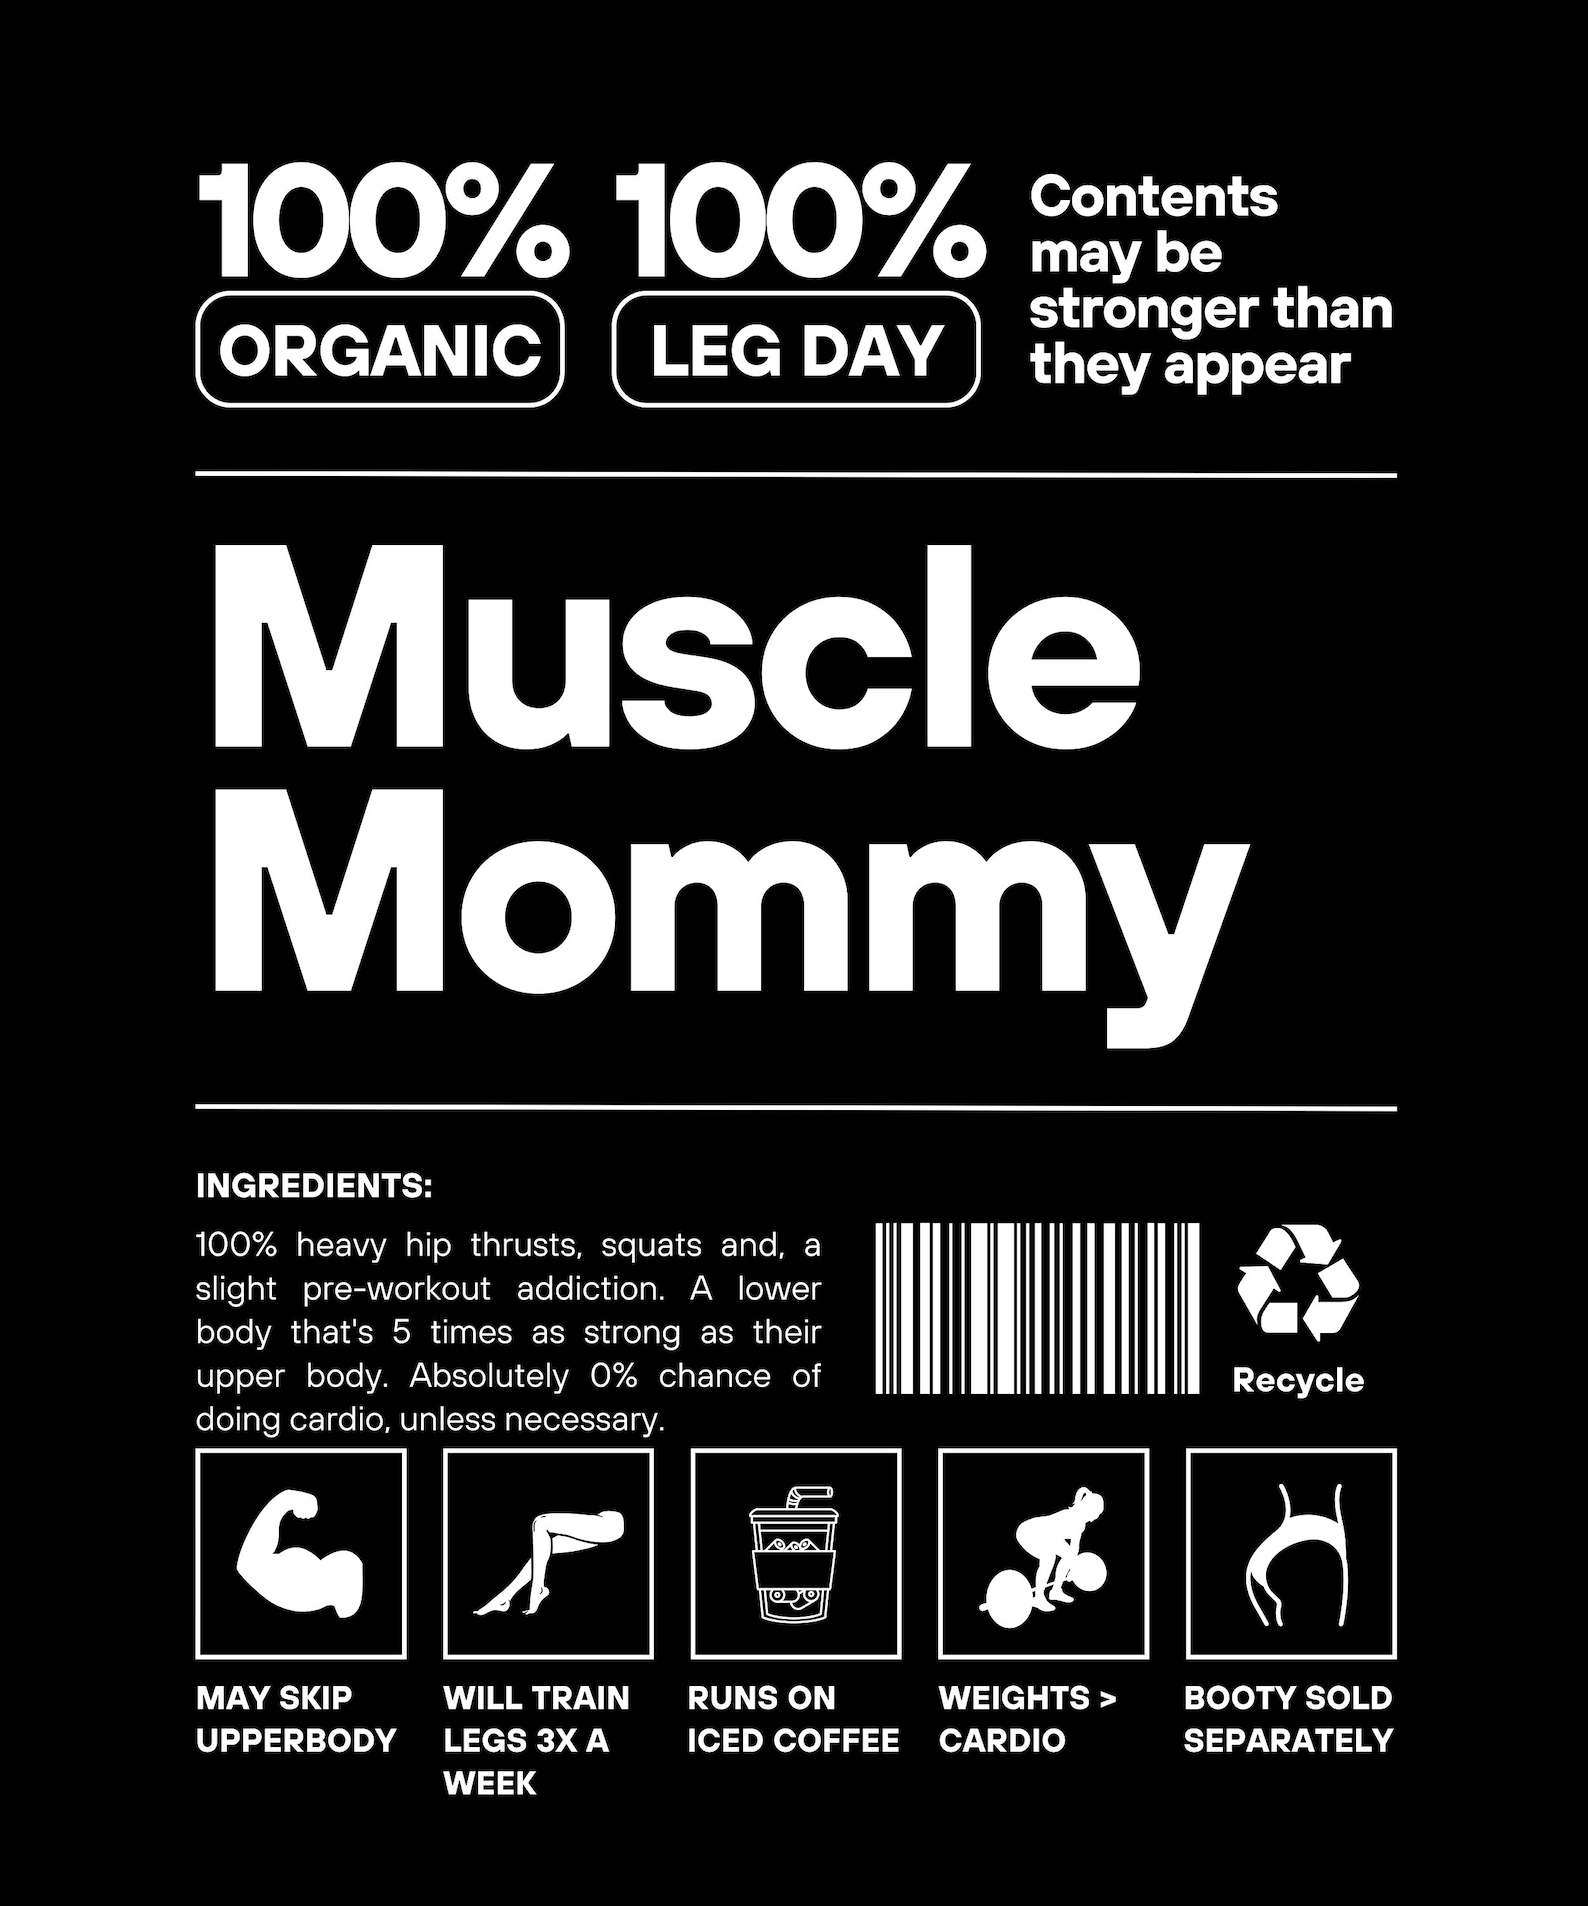 100% 100%
ORGANIC LEG DAY
Contents
may be
stronger than
they appear
Muscle
Mommy
INGREDIENTS:
100% heavy hip thrusts, squats and, a
slight pre-workout addiction. A lower
body that's 5 times as strong as their
upper body. Absolutely 0% chance of
doing cardio, unless necessary.
Recycle
MAY SKIP
UPPERBODY
WILL TRAIN
LEGS 3X A
WEEK
RUNS ON
ICED COFFEE
WEIGHTS >
CARDIO
BOOTY SOLD
SEPARATELY